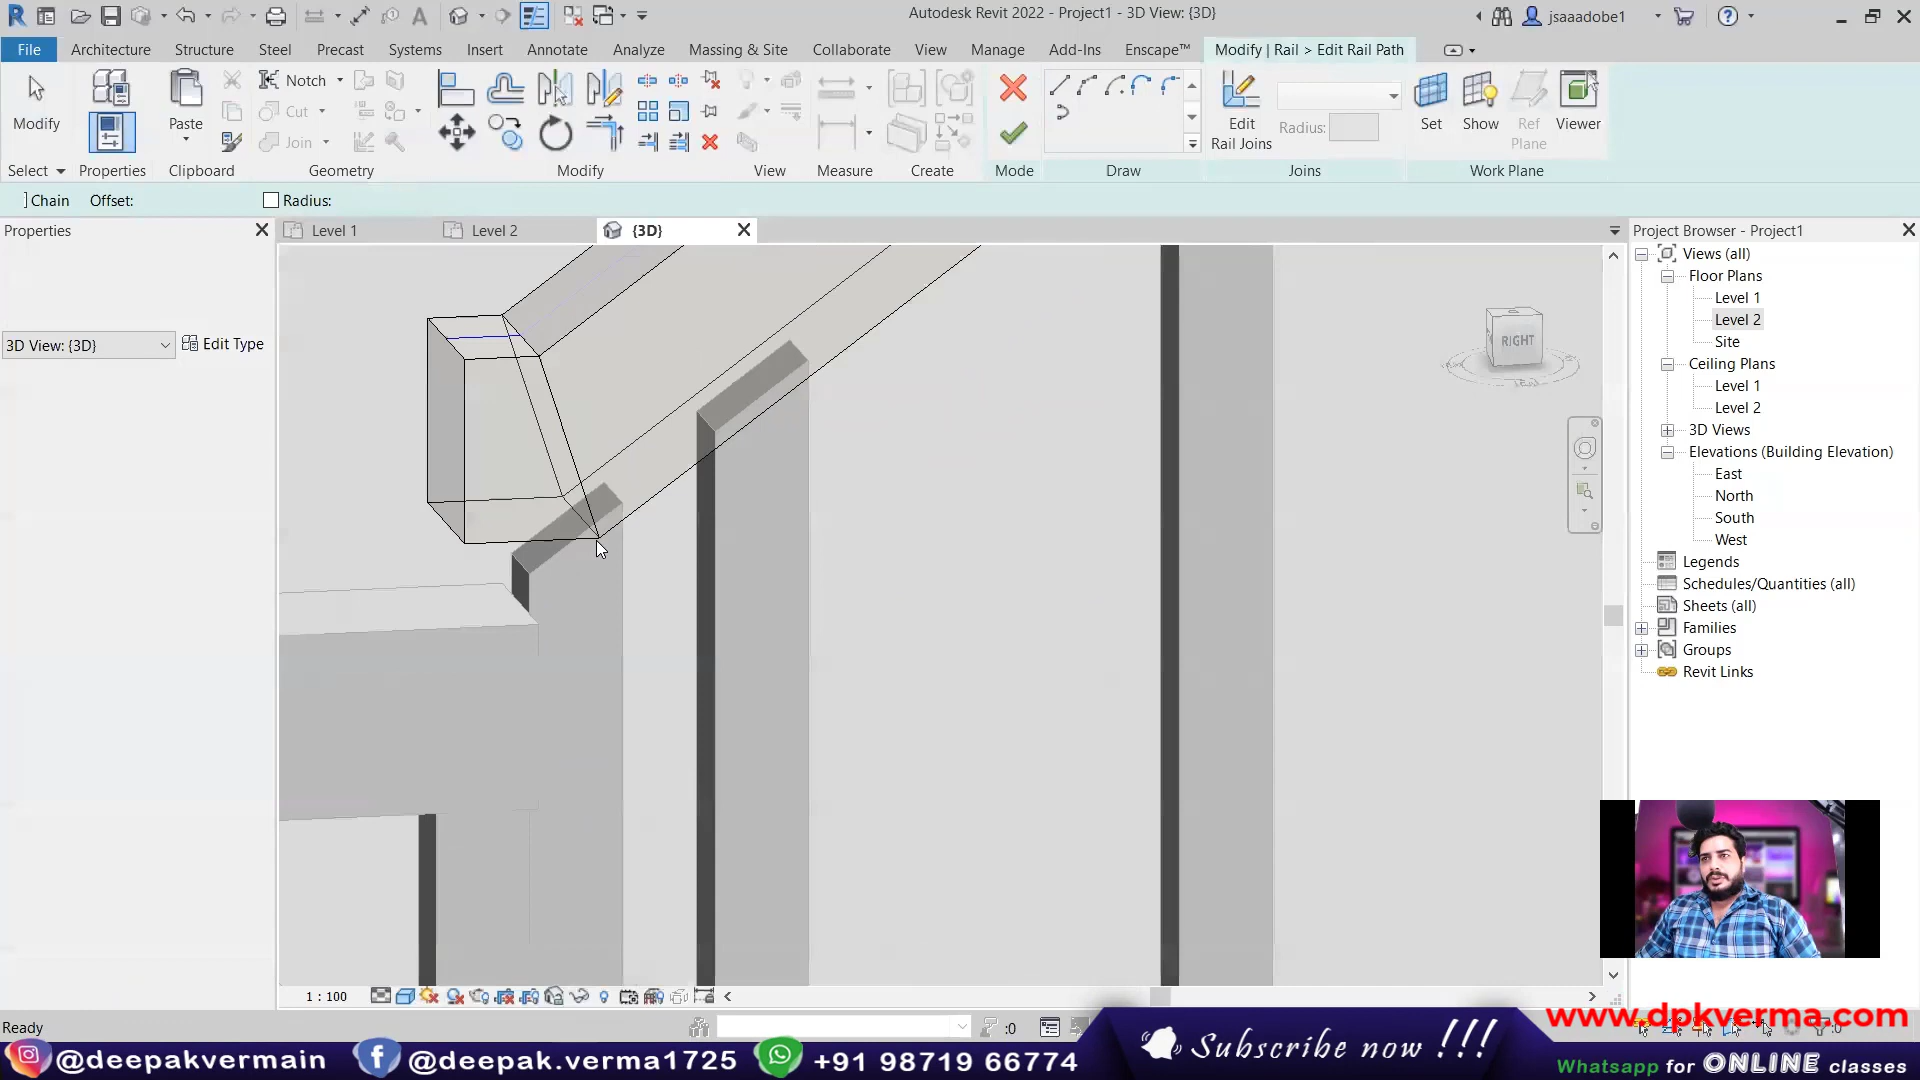 Autodesk Revit 2022 - Project1 - 3D View: {3D}
jsaaadobe1
File
Architecture
Structure
Steel
Precast
Systems
Insert
Annotate
Analyze
Massing & Site
Collaborate
View
Manage
Add-Ins
Enscape™
Modify | Rail > Edit Rail Path
Modify
Paste
Notch
Cut
Join
Edit
Rail Joins
Radius:
Set
Show
Ref
Plane
Viewer
Select
Properties
Clipboard
Geometry
Modify
View
Measure
Create
Mode
Draw
Joins
Work Plane
Chain
Offset:
Radius:
Properties
Level 1
Level 2
{3D}
Project Browser - Project1
3D View: {3D}
Edit Type
RIGHT
Views (all)
Floor Plans
Level 1
Level 2
Site
Ceiling Plans
Level 1
Level 2
3D Views
Elevations (Building Elevation)
East
North
South
West
Legends
Schedules/Quantities (all)
Sheets (all)
Families
Groups
Revit Links
1 : 100
Ready
:0
:0
www.dpkverma.com
@deepakvermain
@deepak.verma1725
+91 98719 66774
Subscribe now !!!
Whatsapp for ONLINE classes